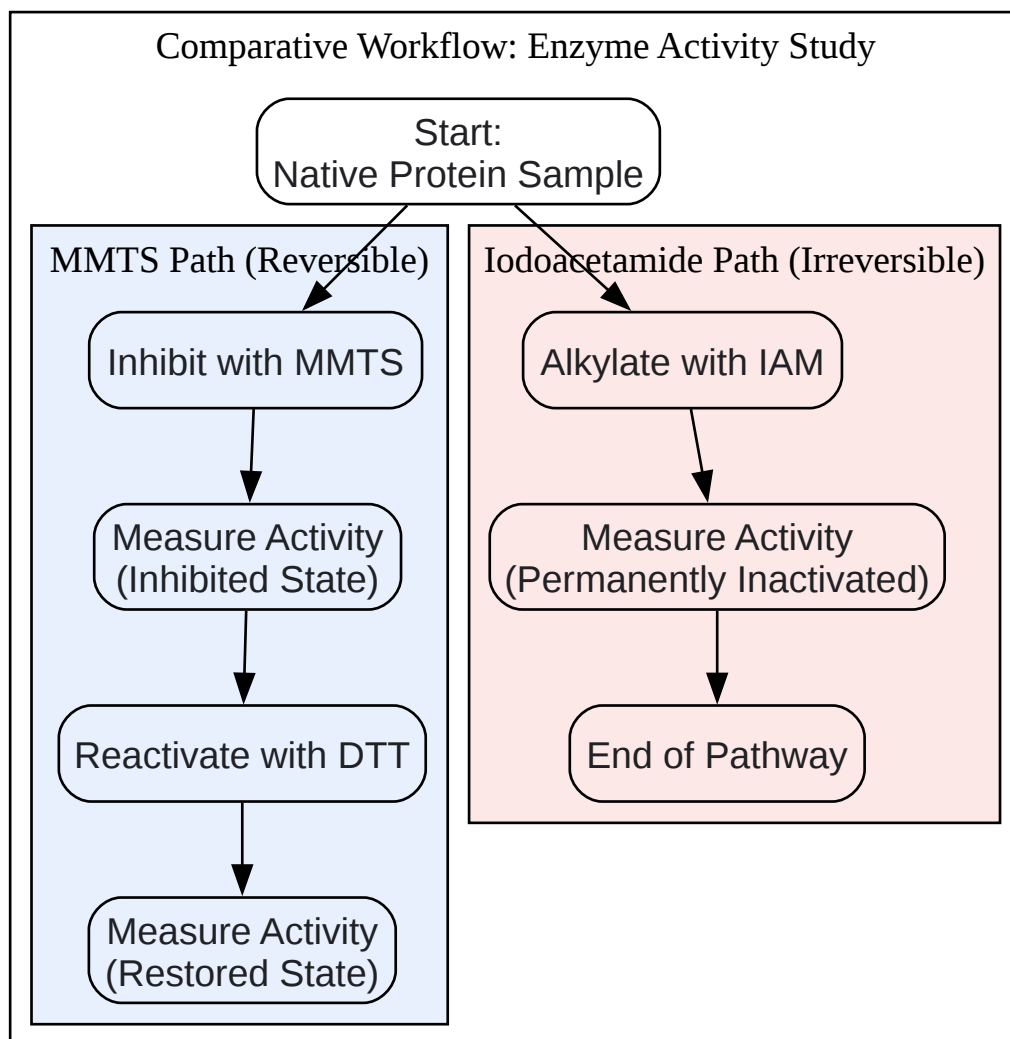 Comparative Workflow: Enzyme Activity Study
Start:
Native Protein Sample
MMTS Path (Reversible)
Inhibit with MMTS
Measure Activity
(Inhibited State)
Reactivate with DTT
Measure Activity
(Restored State)
Iodoacetamide Path (Irreversible)
Alkylate with IAM
Measure Activity
(Permanently Inactivated)
End of Pathway